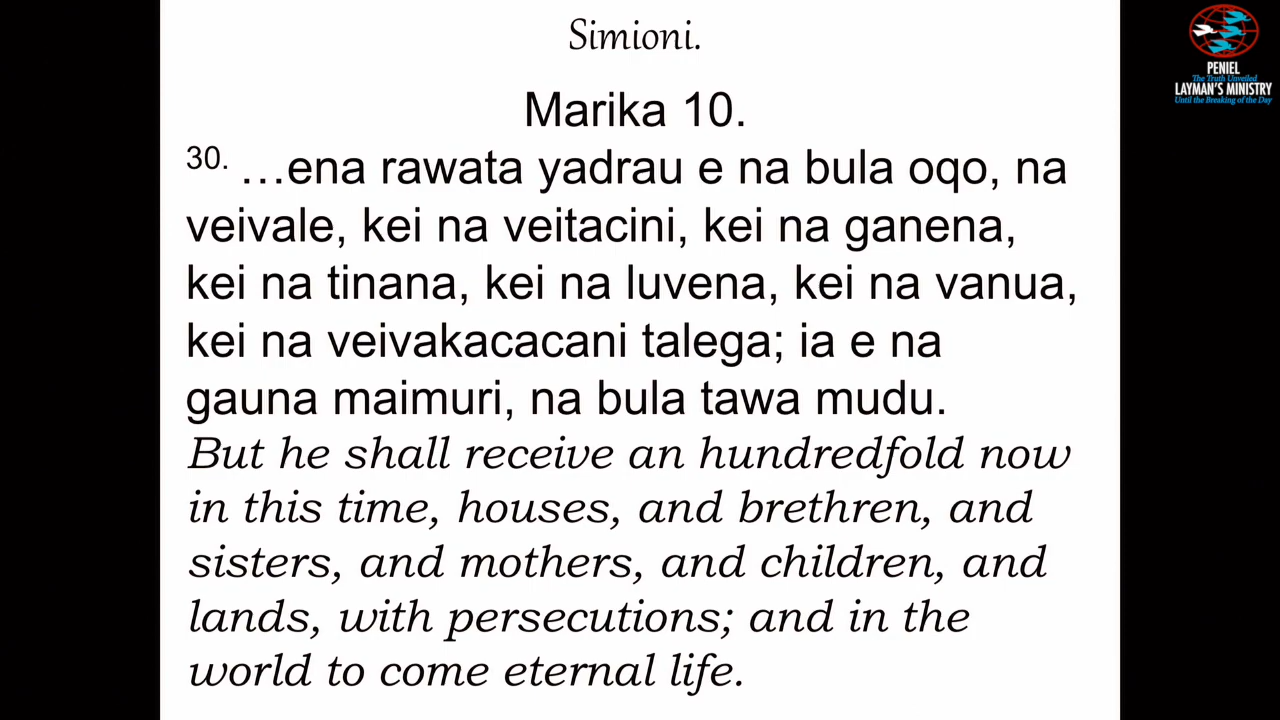 Simioni.
Marika 10.
30. …ena rawata yadrau e na bula oqo, na
veivale, kei na veitacini, kei na ganena,
kei na tinana, kei na luvena, kei na vanua,
kei na veivakacacani talega; ia e na
gauna maimuri, na bula tawa mudu.
But he shall receive an hundredfold now
in this time, houses, and brethren, and
sisters, and mothers, and children, and
lands, with persecutions; and in the
world to come eternal life.
PENIEL
The Truth Unveiled
LAYMAN'S MINISTRY
Until the Breaking of the Day